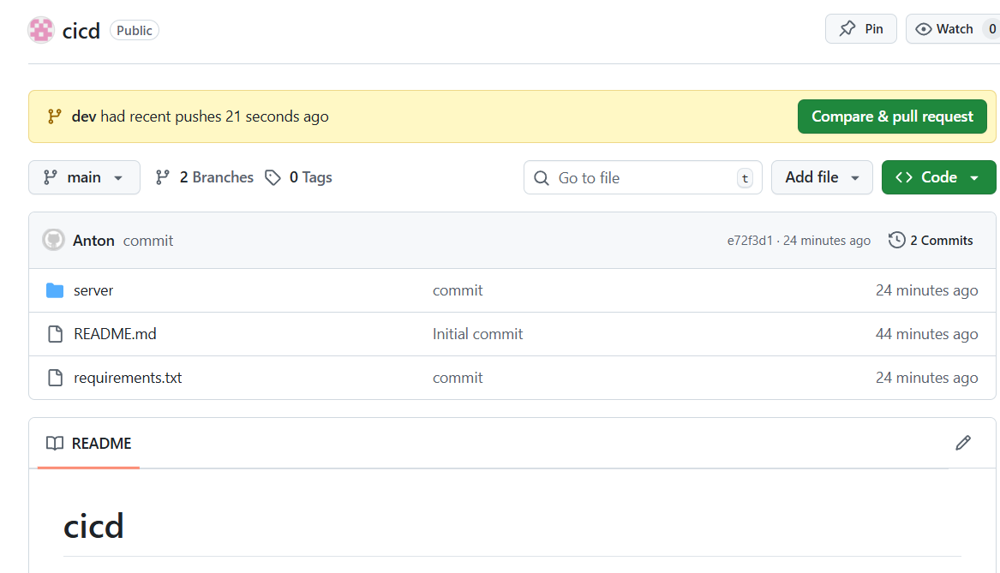 cicd Public Pin Watch 0
dev had recent pushes 21 seconds ago Compare & pull request
main 2 Branches 0 Tags Go to file t Add file Code
Anton commit e72f3d1 · 24 minutes ago 2 Commits
server commit 24 minutes ago
README.md Initial commit 44 minutes ago
requirements.txt commit 24 minutes ago
README
cicd